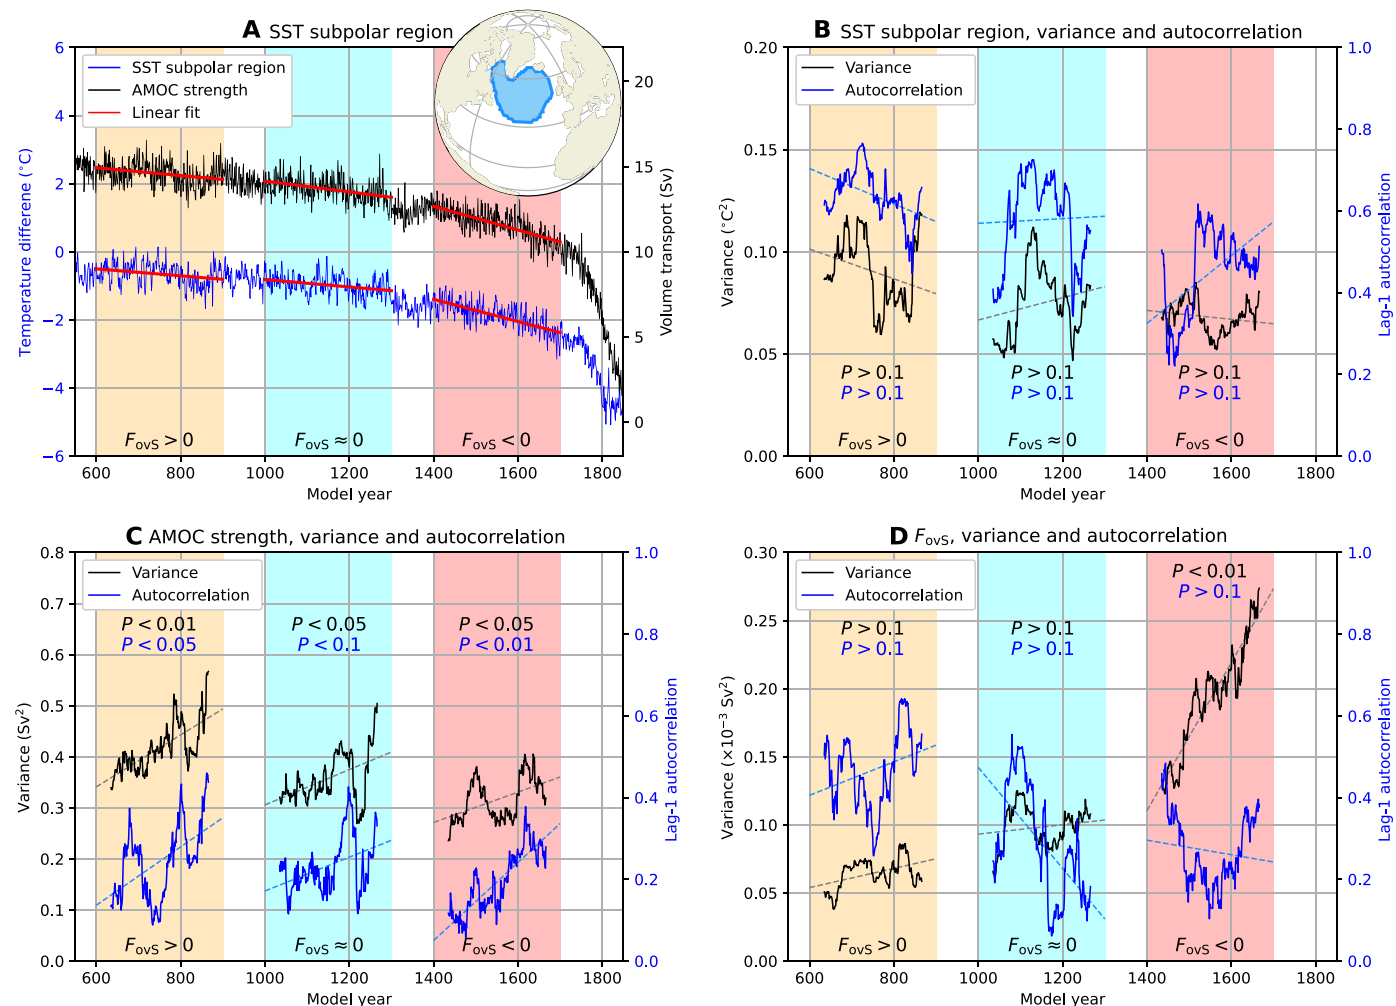 A SST subpolar region
SST subpolar region
AMOC strength
Linear fit
Temperature differene (°C)
6
4
2
0
−2
−4
−6
Volume transport (Sv)
20
15
10
5
0
FovS > 0
FovS ≈ 0
FovS < 0
600 800 1000 1200 1400 1600 1800
Model year
B SST subpolar region, variance and autocorrelation
Variance
Autocorrelation
Variance (°C²)
0.20
0.15
0.10
0.05
0.00
Lag-1 autocorrelation
1.0
0.8
0.6
0.4
0.2
0.0
P > 0.1
P > 0.1
P > 0.1
P > 0.1
P > 0.1
P > 0.1
FovS > 0
FovS ≈ 0
FovS < 0
600 800 1000 1200 1400 1600 1800
Model year
C AMOC strength, variance and autocorrelation
Variance
Autocorrelation
Variance (Sv²)
0.8
0.7
0.6
0.5
0.4
0.3
0.2
0.1
0.0
Lag-1 autocorrelation
1.0
0.8
0.6
0.4
0.2
0.0
P < 0.01
P < 0.05
P < 0.05
P < 0.1
P < 0.05
P < 0.01
FovS > 0
FovS ≈ 0
FovS < 0
600 800 1000 1200 1400 1600 1800
Model year
D FovS, variance and autocorrelation
Variance
Autocorrelation
Variance (×10⁻³ Sv²)
0.30
0.25
0.20
0.15
0.10
0.05
0.00
Lag-1 autocorrelation
1.0
0.8
0.6
0.4
0.2
0.0
P > 0.1
P > 0.1
P > 0.1
P > 0.1
P < 0.01
P > 0.1
FovS > 0
FovS ≈ 0
FovS < 0
600 800 1000 1200 1400 1600 1800
Model year